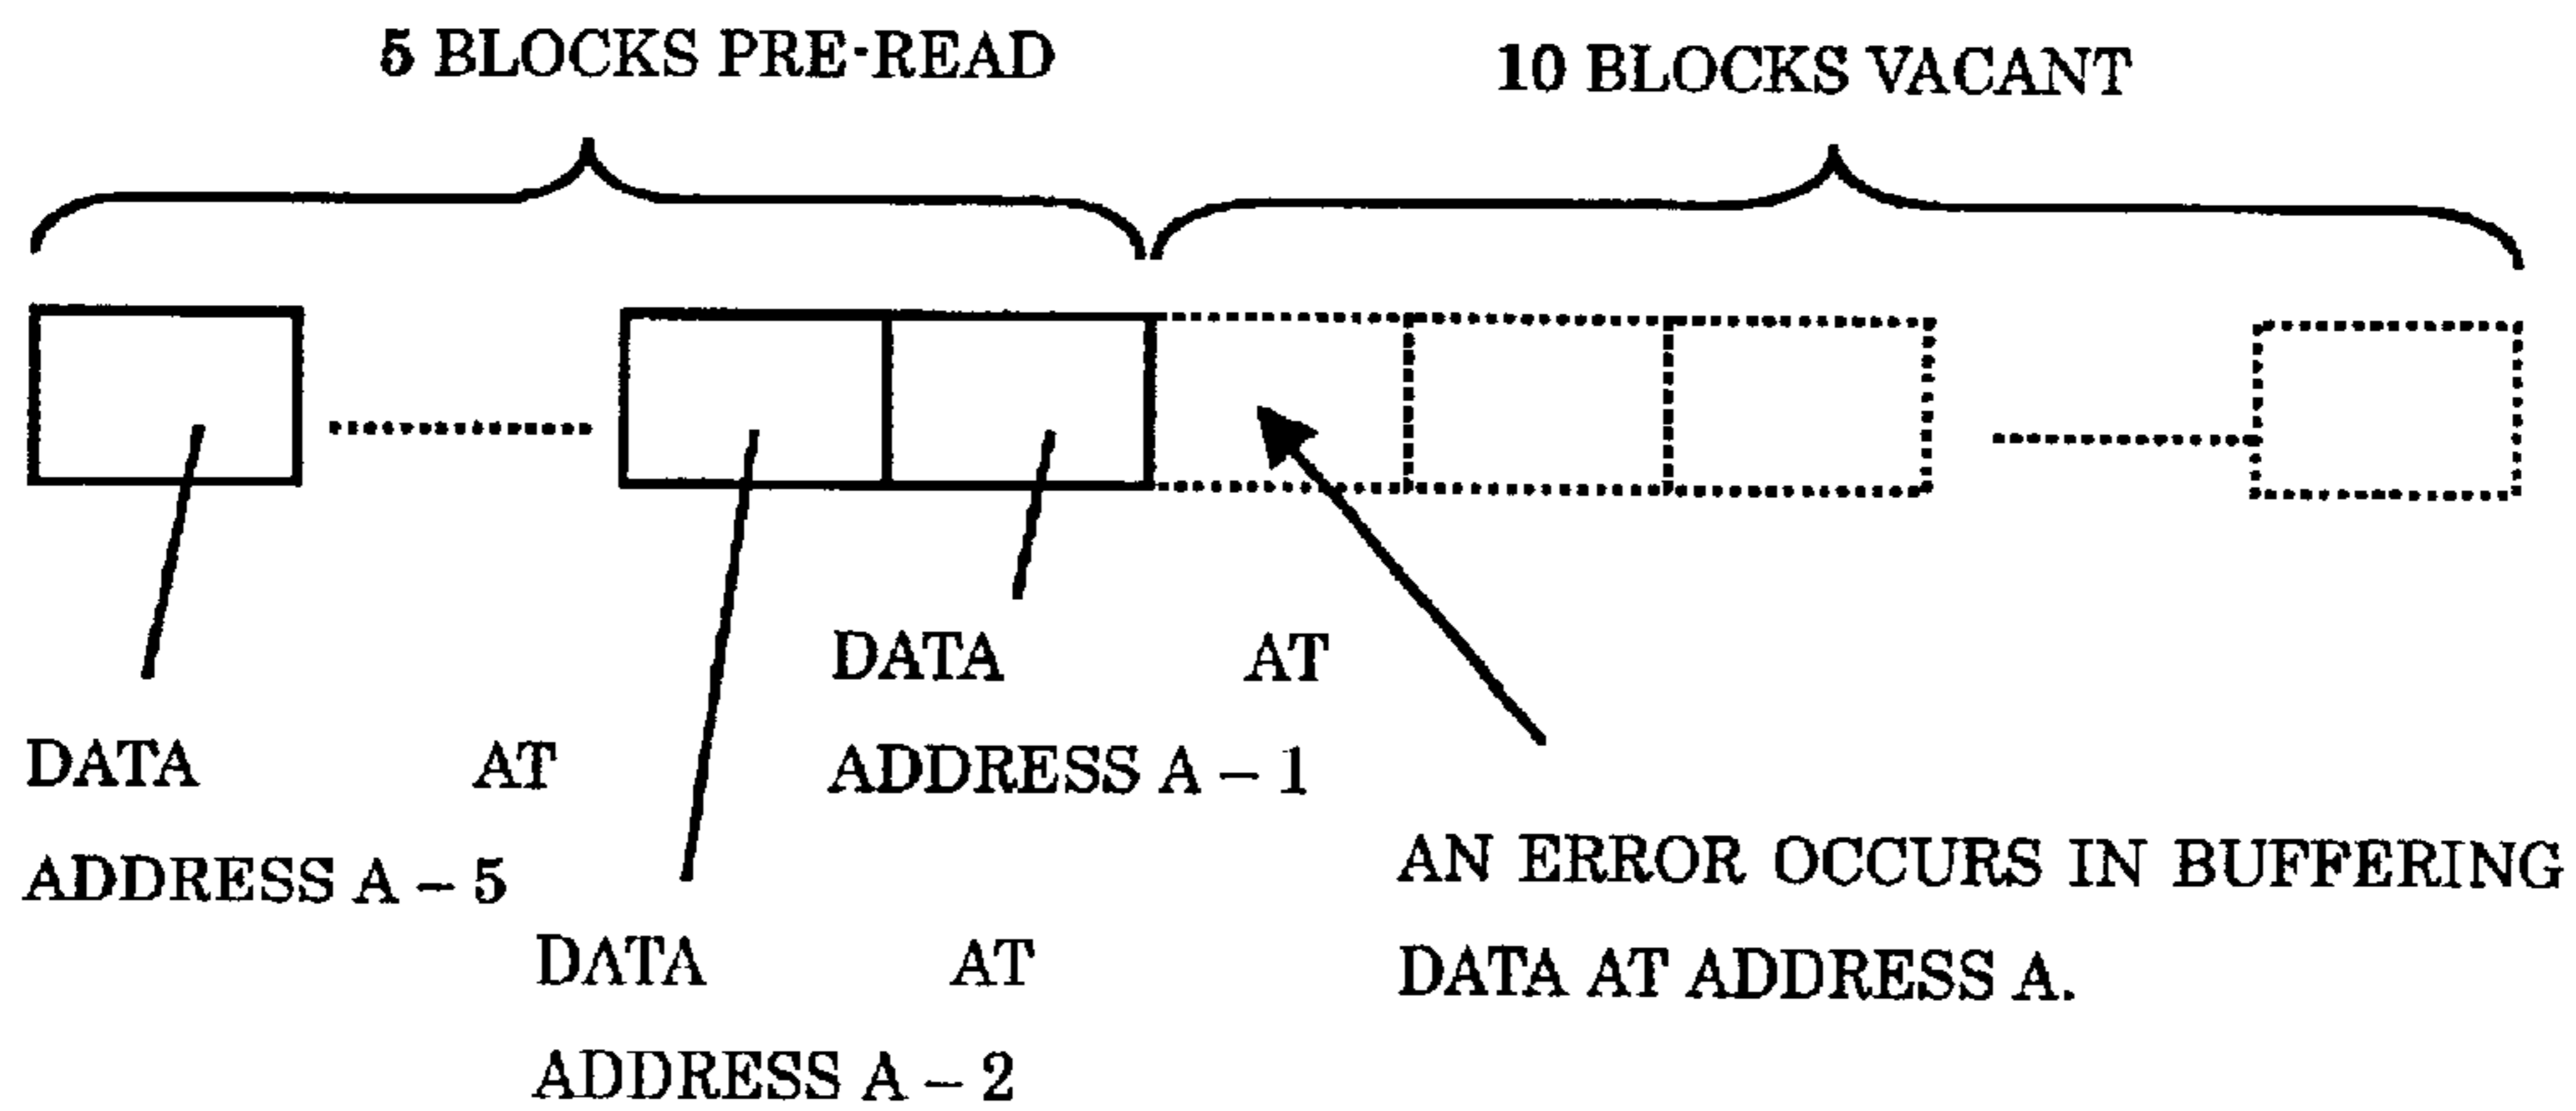 5 BLOCKS PRE-READ
10 BLOCKS VACANT
DATA AT
ADDRESS A – 5
DATA AT
ADDRESS A – 2
DATA AT
ADDRESS A – 1
AN ERROR OCCURS IN BUFFERING
DATA AT ADDRESS A.